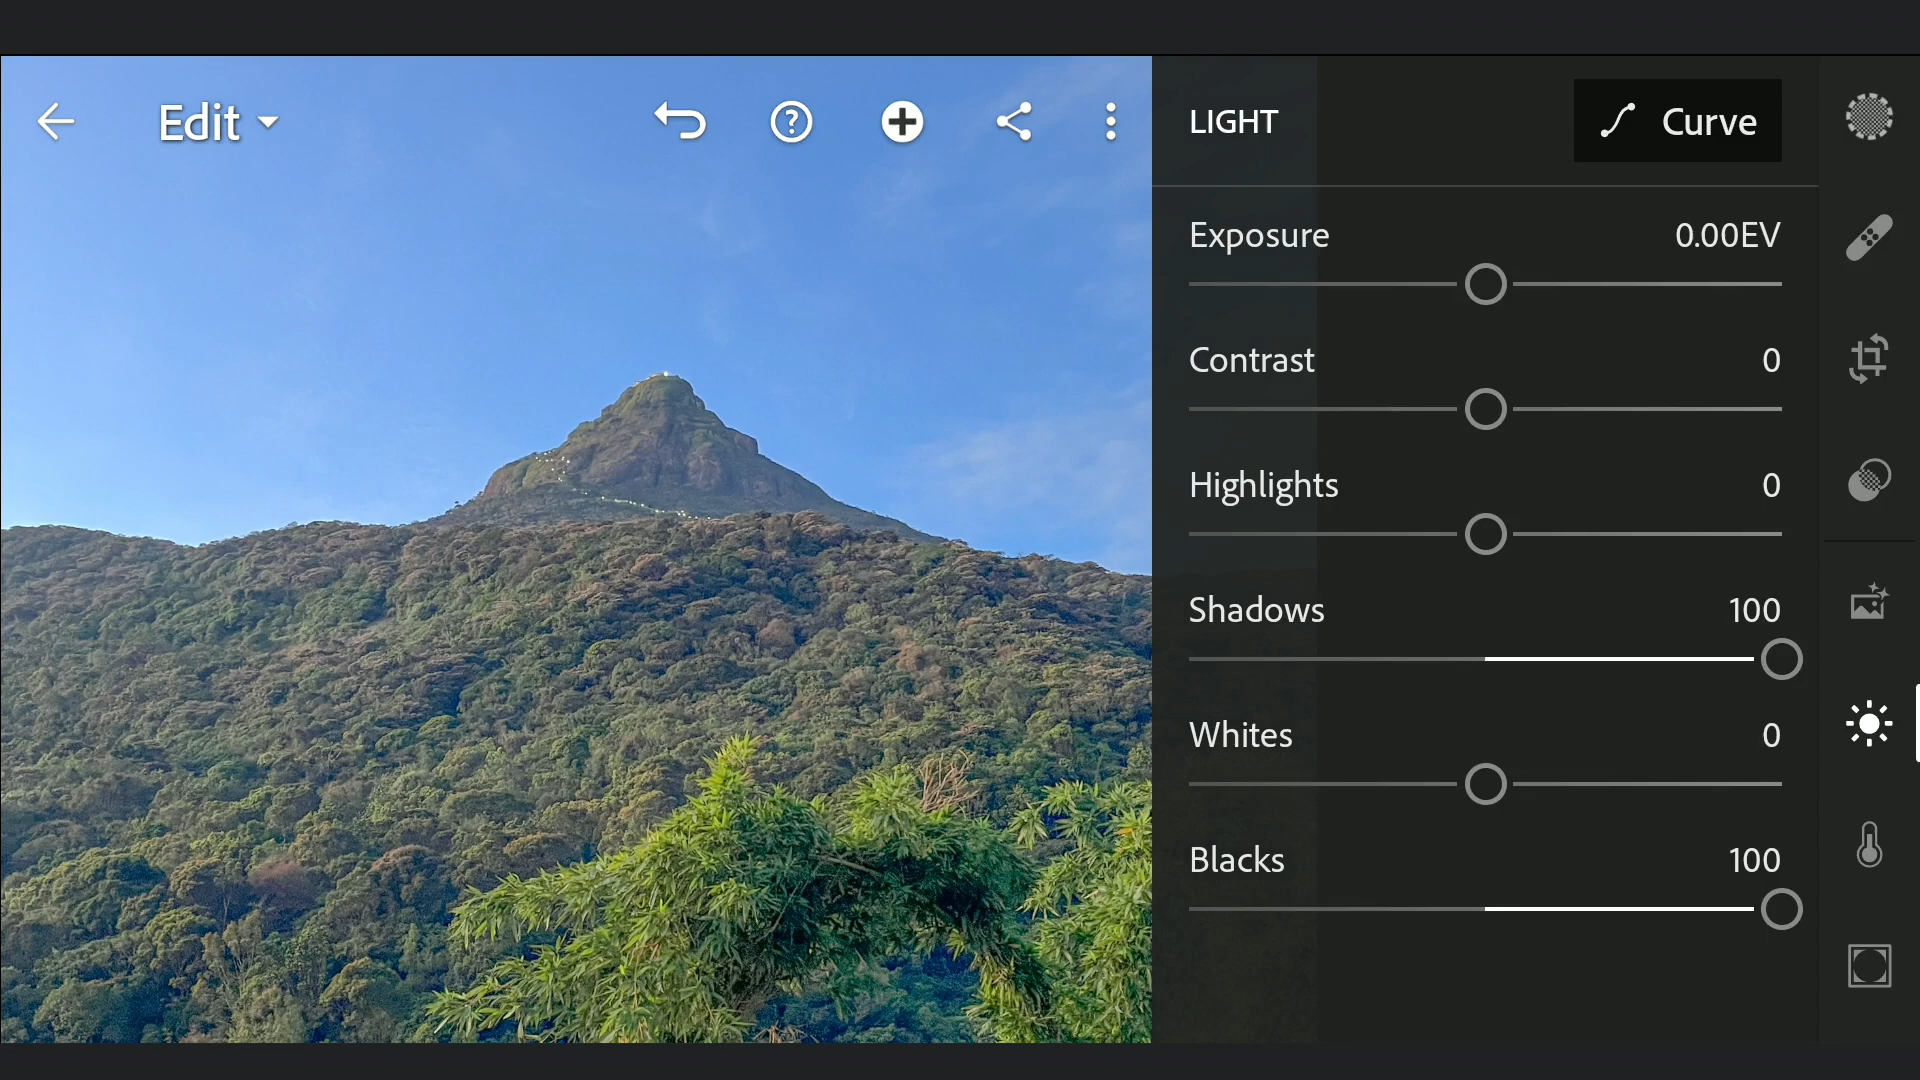 Edit
LIGHT
Curve
Exposure 0.00EV
Contrast 0
Highlights 0
Shadows 100
Whites 0
Blacks 100